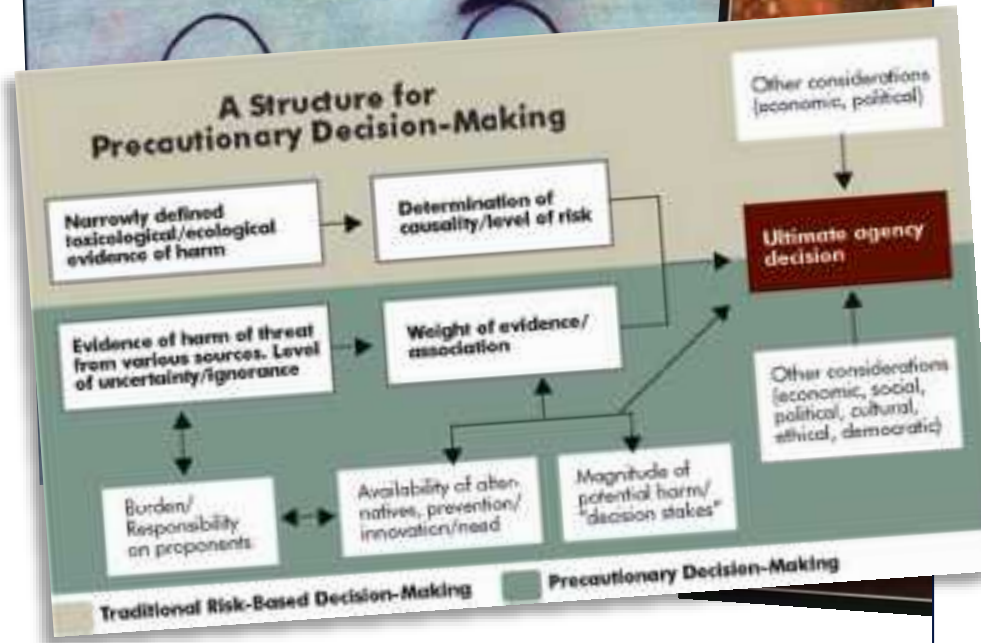 A Structure for
Precautionary Decision-Making
Other considerations
(economic, political)
Narrowly defined
toxicological/ecological
evidence of harm
Determination of
causality/level of risk
Ultimate agency
decision
Evidence of harm of threat
from various sources. Level
of uncertainty/ignorance
Weight of evidence/
association
Other considerations
(economic, social,
political, cultural,
ethical, democratic)
Burden/
Responsibility
on proponents
Availability of alter-
natives, prevention/
innovation/need
Magnitude of
potential harm/
"decision stakes"
Traditional Risk-Based Decision-Making
Precautionary Decision-Making